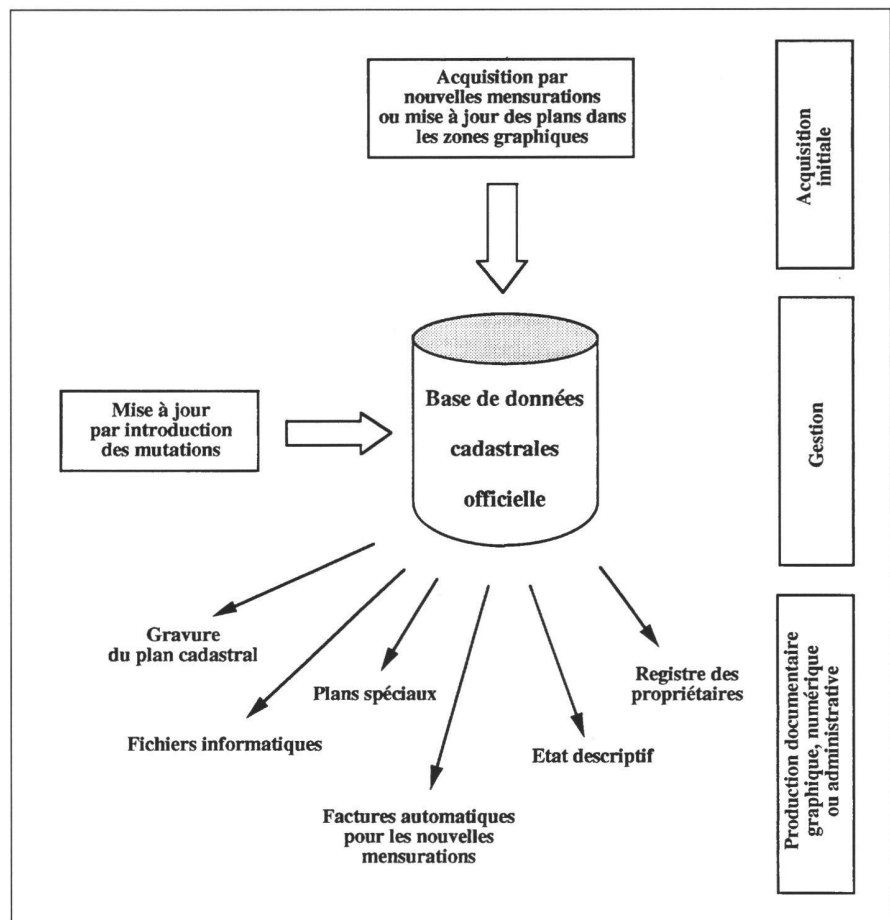 Acquisition par
nouvelles mensurations
ou mise à jour des plans dans
les zones graphiques
Acquisition
initiale
Base de données
cadastrales
officielle
Mise à jour
par introduction
des mutations
Gestion
Gravure
du plan cadastral
Plans spéciaux
Registre des
propriétaires
Fichiers informatiques
Etat descriptif
Factures automatiques
pour les nouvelles
mensurations
Production documentaire
graphique, numérique
ou administrative